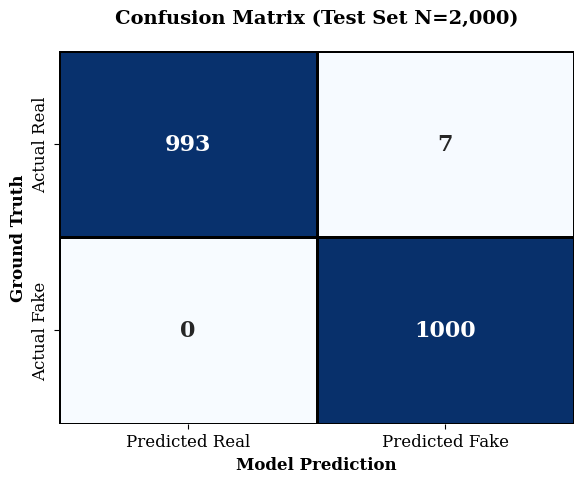 Confusion Matrix (Test Set N=2,000)
Ground Truth
Actual Real
993
7
Actual Fake
0
1000
Predicted Real
Predicted Fake
Model Prediction